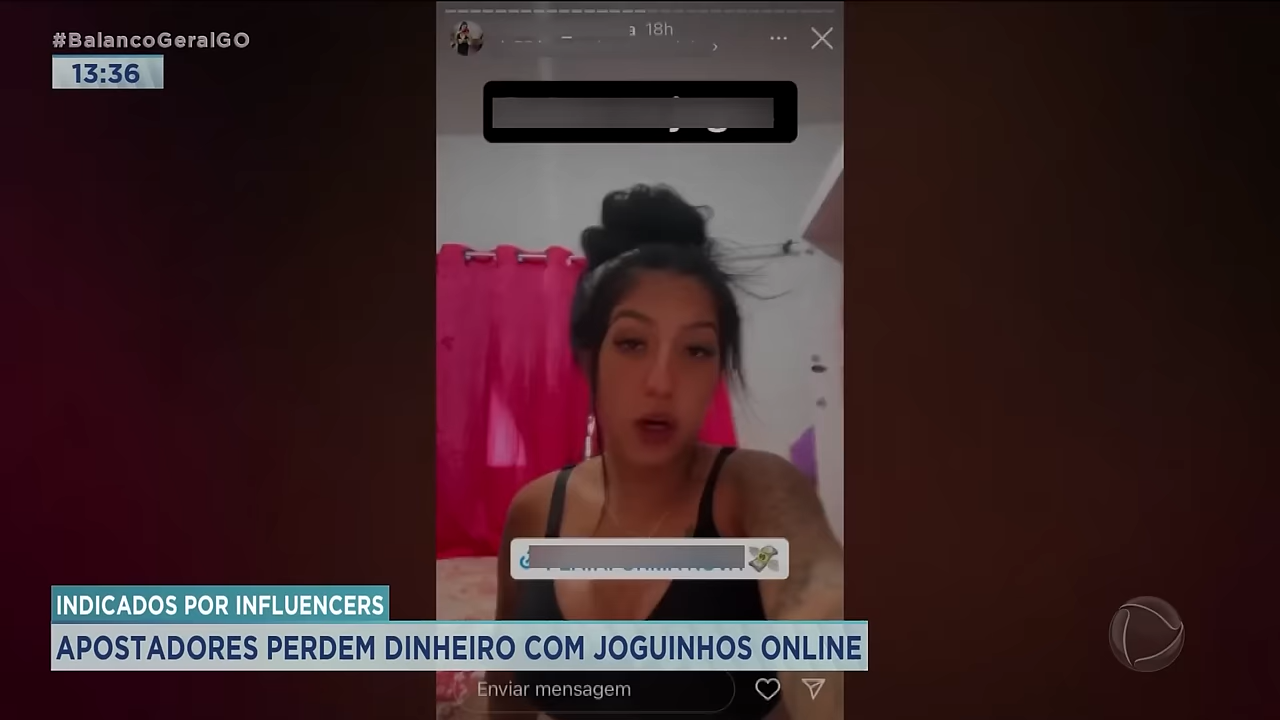 #BalancoGeralGO
13:36
18h
INDICADOS POR INFLUENCERS
APOSTADORES PERDEM DINHEIRO COM JOGUINHOS ONLINE
Enviar mensagem